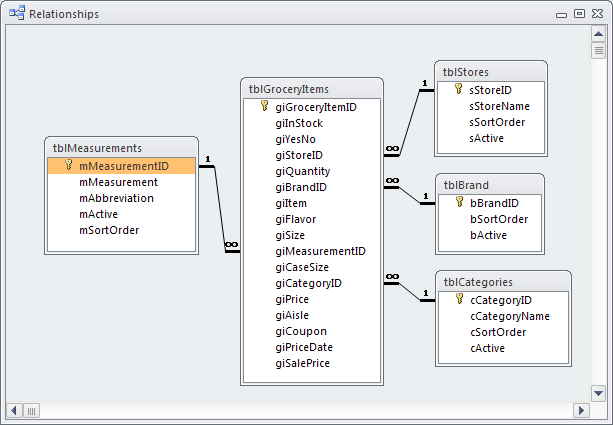 Relationships
tblMeasurements
mMeasurementID
mMeasurement
mAbbreviation
mActive
mSortOrder
1
∞
tblGroceryItems
giGroceryItemID
giInStock
giYesNo
giStoreID
giQuantity
giBrandID
giItem
giFlavor
giSize
giMeasurementID
giCaseSize
giCategoryID
giPrice
giAisle
giCoupon
giPriceDate
giSalePrice
∞
1
tblStores
sStoreID
sStoreName
sSortOrder
sActive
∞
1
tblBrand
bBrandID
bSortOrder
bActive
∞
1
tblCategories
cCategoryID
cCategoryName
cSortOrder
cActive